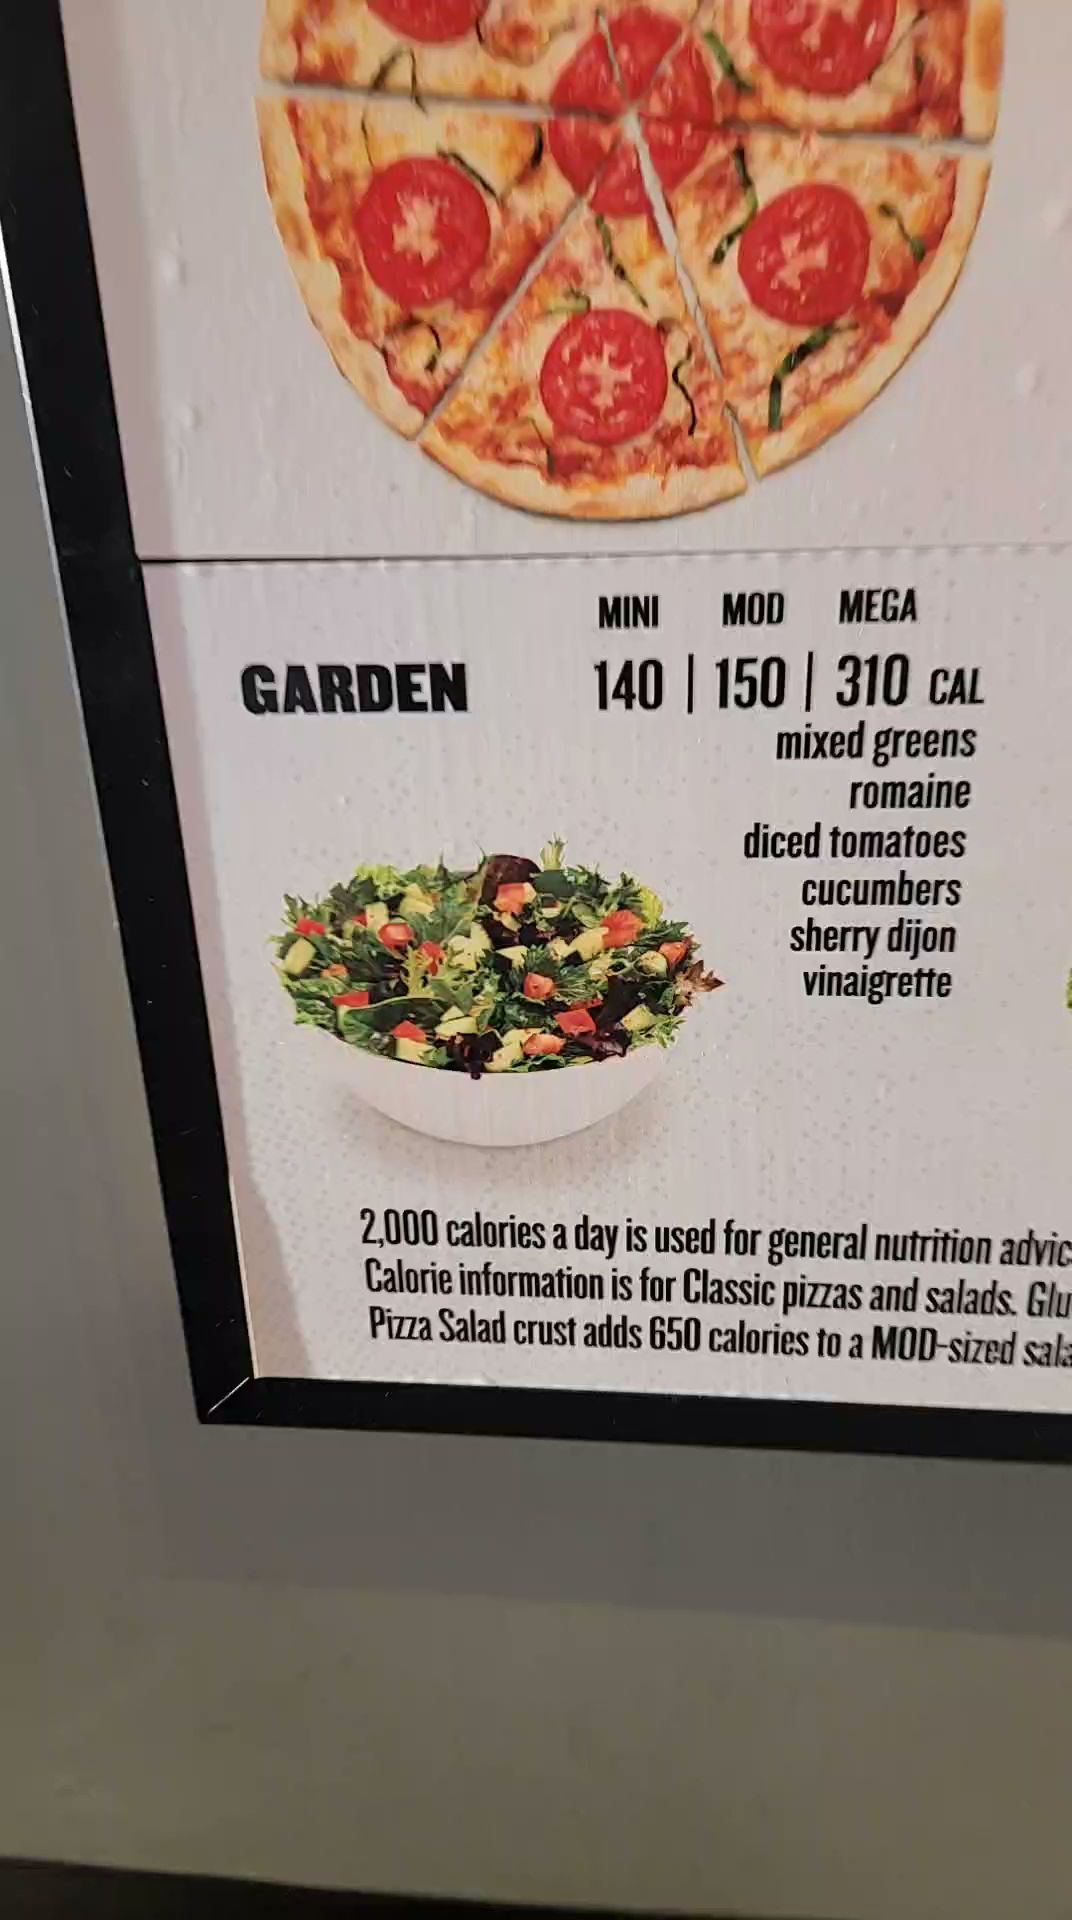 MINI MOD MEGA
GARDEN 140 | 150 | 310 CAL
mixed greens
romaine
diced tomatoes
cucumbers
sherry dijon
vinaigrette
2,000 calories a day is used for general nutrition
Calorie information is for Classic pizzas and salads.
Pizza Salad crust adds 650 calories to a MOD-sized